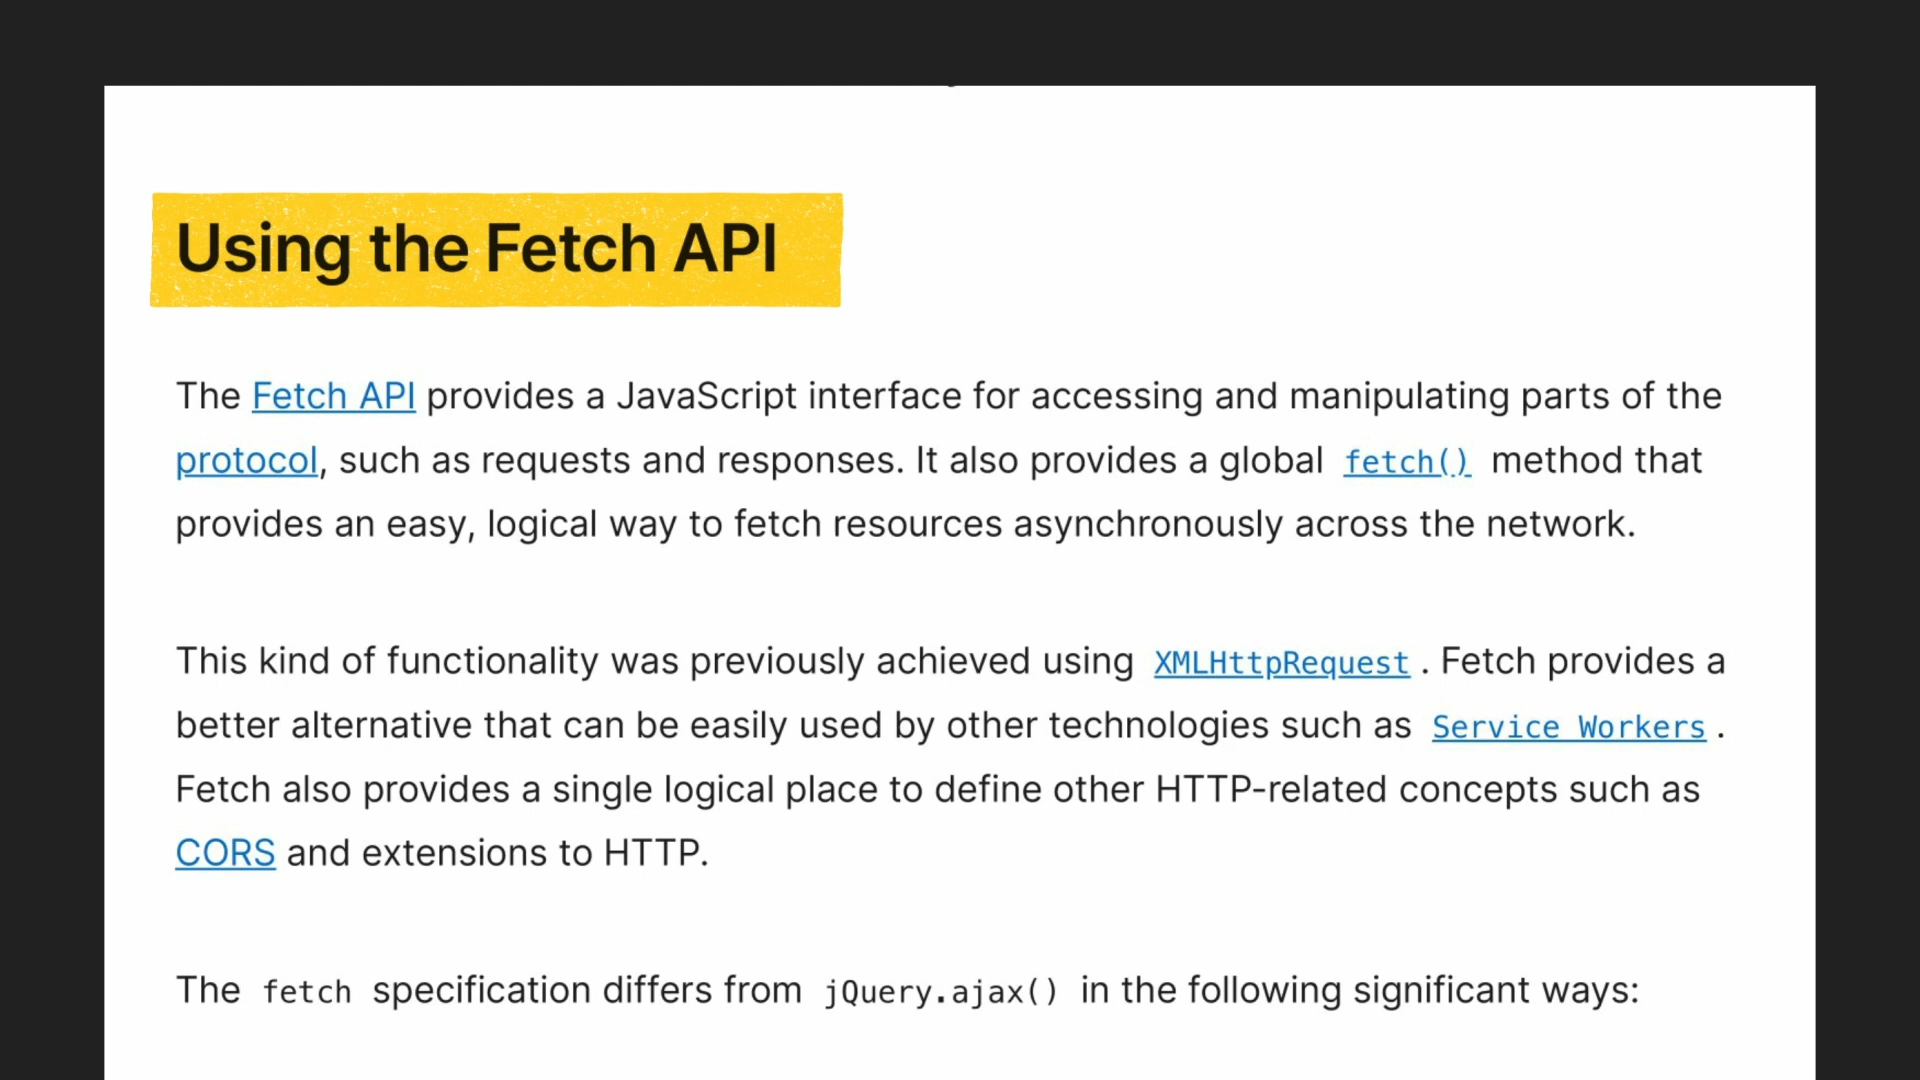 Using the Fetch API
The Fetch API provides a JavaScript interface for accessing and manipulating parts of the
protocol, such as requests and responses. It also provides a global fetch() method that
provides an easy, logical way to fetch resources asynchronously across the network.
This kind of functionality was previously achieved using XMLHttpRequest . Fetch provides a
better alternative that can be easily used by other technologies such as Service Workers .
Fetch also provides a single logical place to define other HTTP-related concepts such as
CORS and extensions to HTTP.
The fetch specification differs from jQuery.ajax() in the following significant ways: